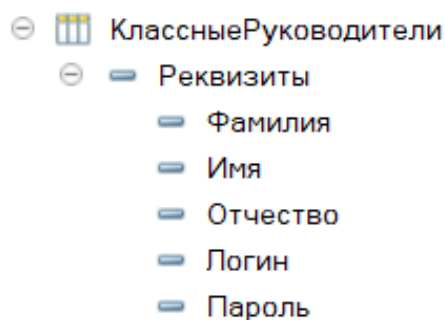 КлассныеРуководители
Реквизиты
Фамилия
Имя
Отчество
Логин
Пароль